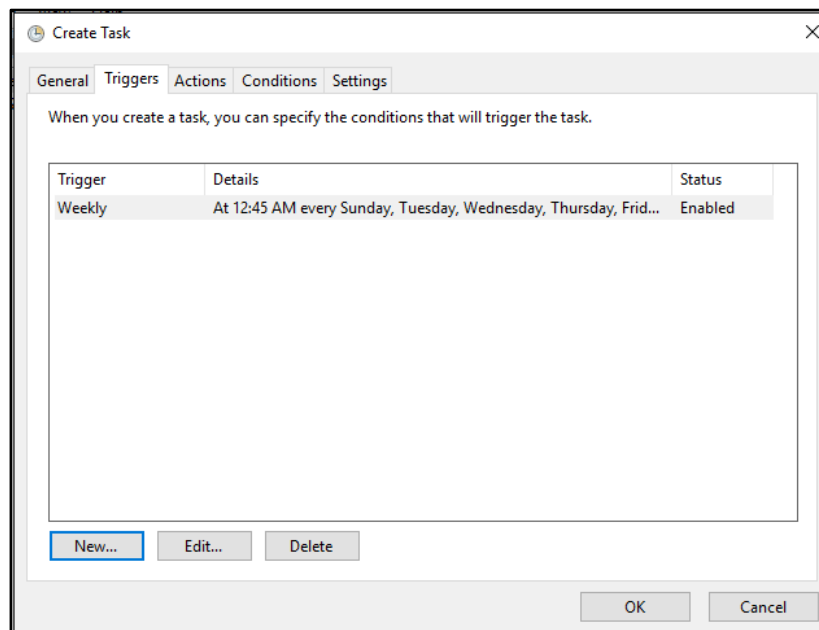 Create Task
General Triggers Actions Conditions Settings
When you create a task, you can specify the conditions that will trigger the task.
Trigger Details Status
Weekly At 12:45 AM every Sunday, Tuesday, Wednesday, Thursday, Frid... Enabled
New... Edit... Delete
OK Cancel